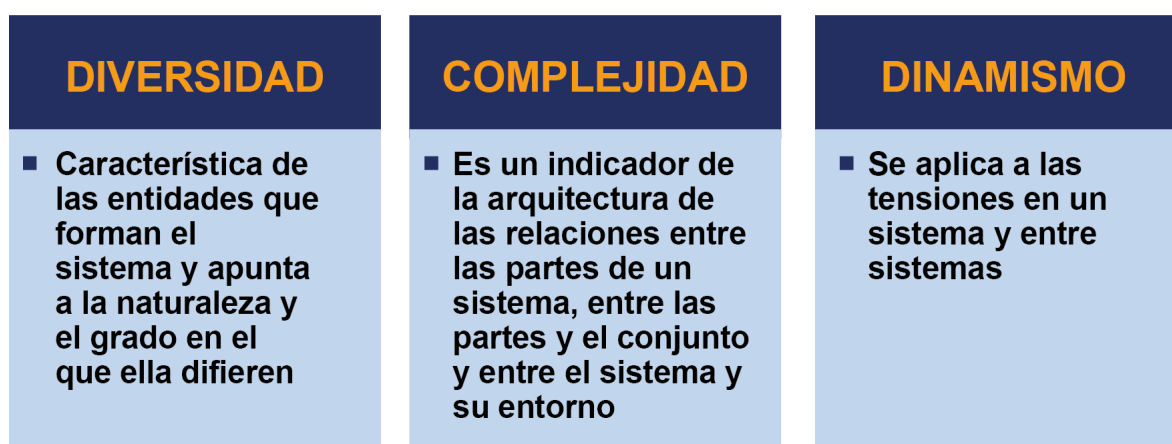 DIVERSIDAD
Característica de
las entidades que
forman el
sistema y apunta
a la naturaleza y
el grado en el
que ella difieren
COMPLEJIDAD
Es un indicador de
la arquitectura de
las relaciones entre
las partes de un
sistema, entre las
partes y el conjunto
y entre el sistema y
su entorno
DINAMISMO
Se aplica a las
tensiones en un
sistema y entre
sistemas